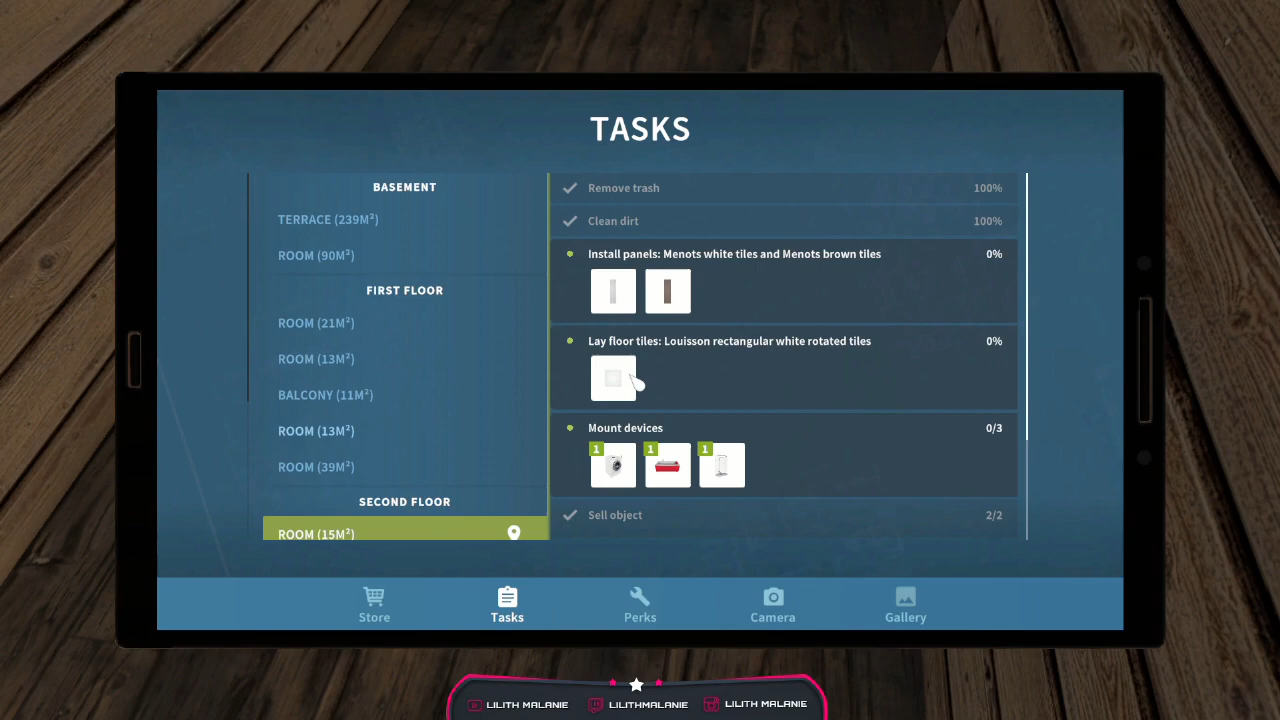 TASKS
BASEMENT
TERRACE (239M²)
ROOM (90M²)
FIRST FLOOR
ROOM (21M²)
ROOM (13M²)
BALCONY (11M²)
ROOM (13M²)
ROOM (39M²)
SECOND FLOOR
ROOM (15M²)
Remove trash 100%
Clean dirt 100%
Install panels: Menots white tiles and Menots brown tiles 0%
Lay floor tiles: Louisson rectangular white rotated tiles 0%
Mount devices 0/3
1 1 1
Sell object 2/2
Store Tasks Perks Camera Gallery
LILITH MALANIE LILITHMALANIE LILITH MALANIE